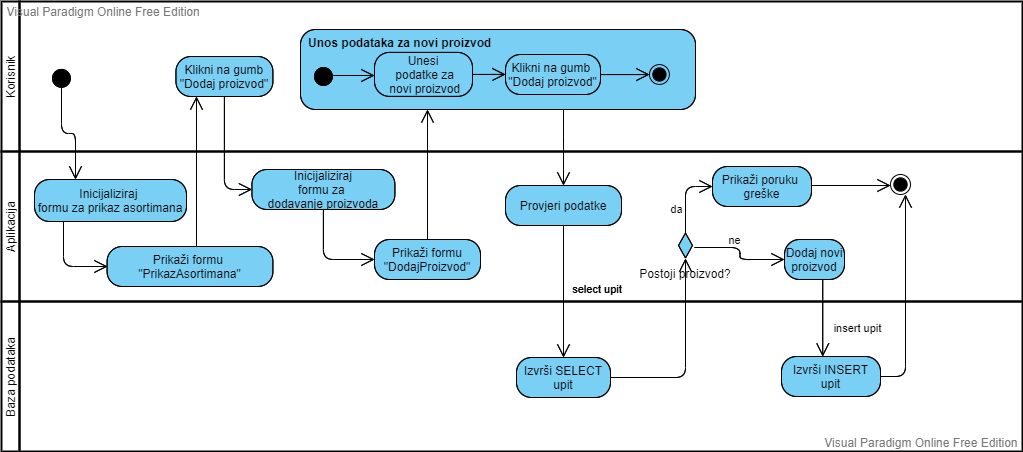 Visual Paradigm Online Free Edition
Korisnik
Klikni na gumb
"Dodaj proizvod"
Unos podataka za novi proizvod
Unesi
podatke za
novi proizvod
Klikni na gumb
"Dodaj proizvod"
Aplikacija
Inicijaliziraj
formu za prikaz asortimana
Prikaži formu
"PrikazAsortimana"
Inicijaliziraj
formu za
dodavanje proizvoda
Prikaži formu
"DodajProizvod"
Provjeri podatke
select upit
da
Prikaži poruku
greške
ne
Postoji proizvod?
Dodaj novi
proizvod
Baza podataka
Izvrši SELECT
upit
insert upit
Izvrši INSERT
upit
Visual Paradigm Online Free Edition